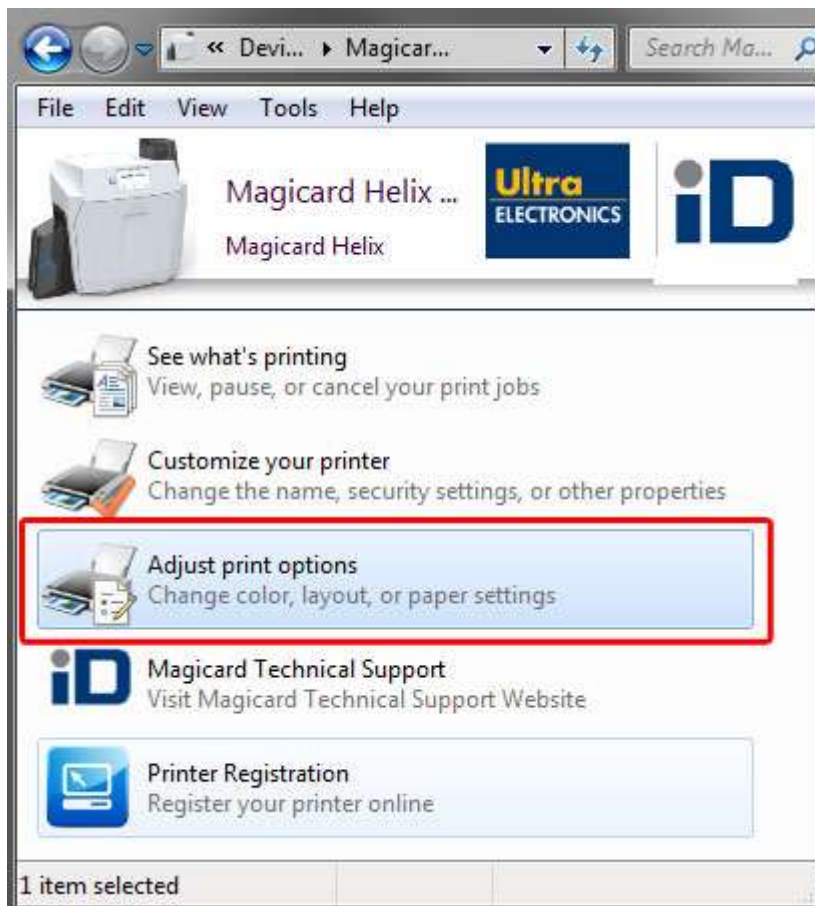 « Devi... ▸ Magicar... Search Ma...
File Edit View Tools Help
Magicard Helix ...
Magicard Helix
Ultra
ELECTRONICS
iD
See what's printing
View, pause, or cancel your print jobs
Customize your printer
Change the name, security settings, or other properties
Adjust print options
Change color, layout, or paper settings
iD
Magicard Technical Support
Visit Magicard Technical Support Website
Printer Registration
Register your printer online
1 item selected